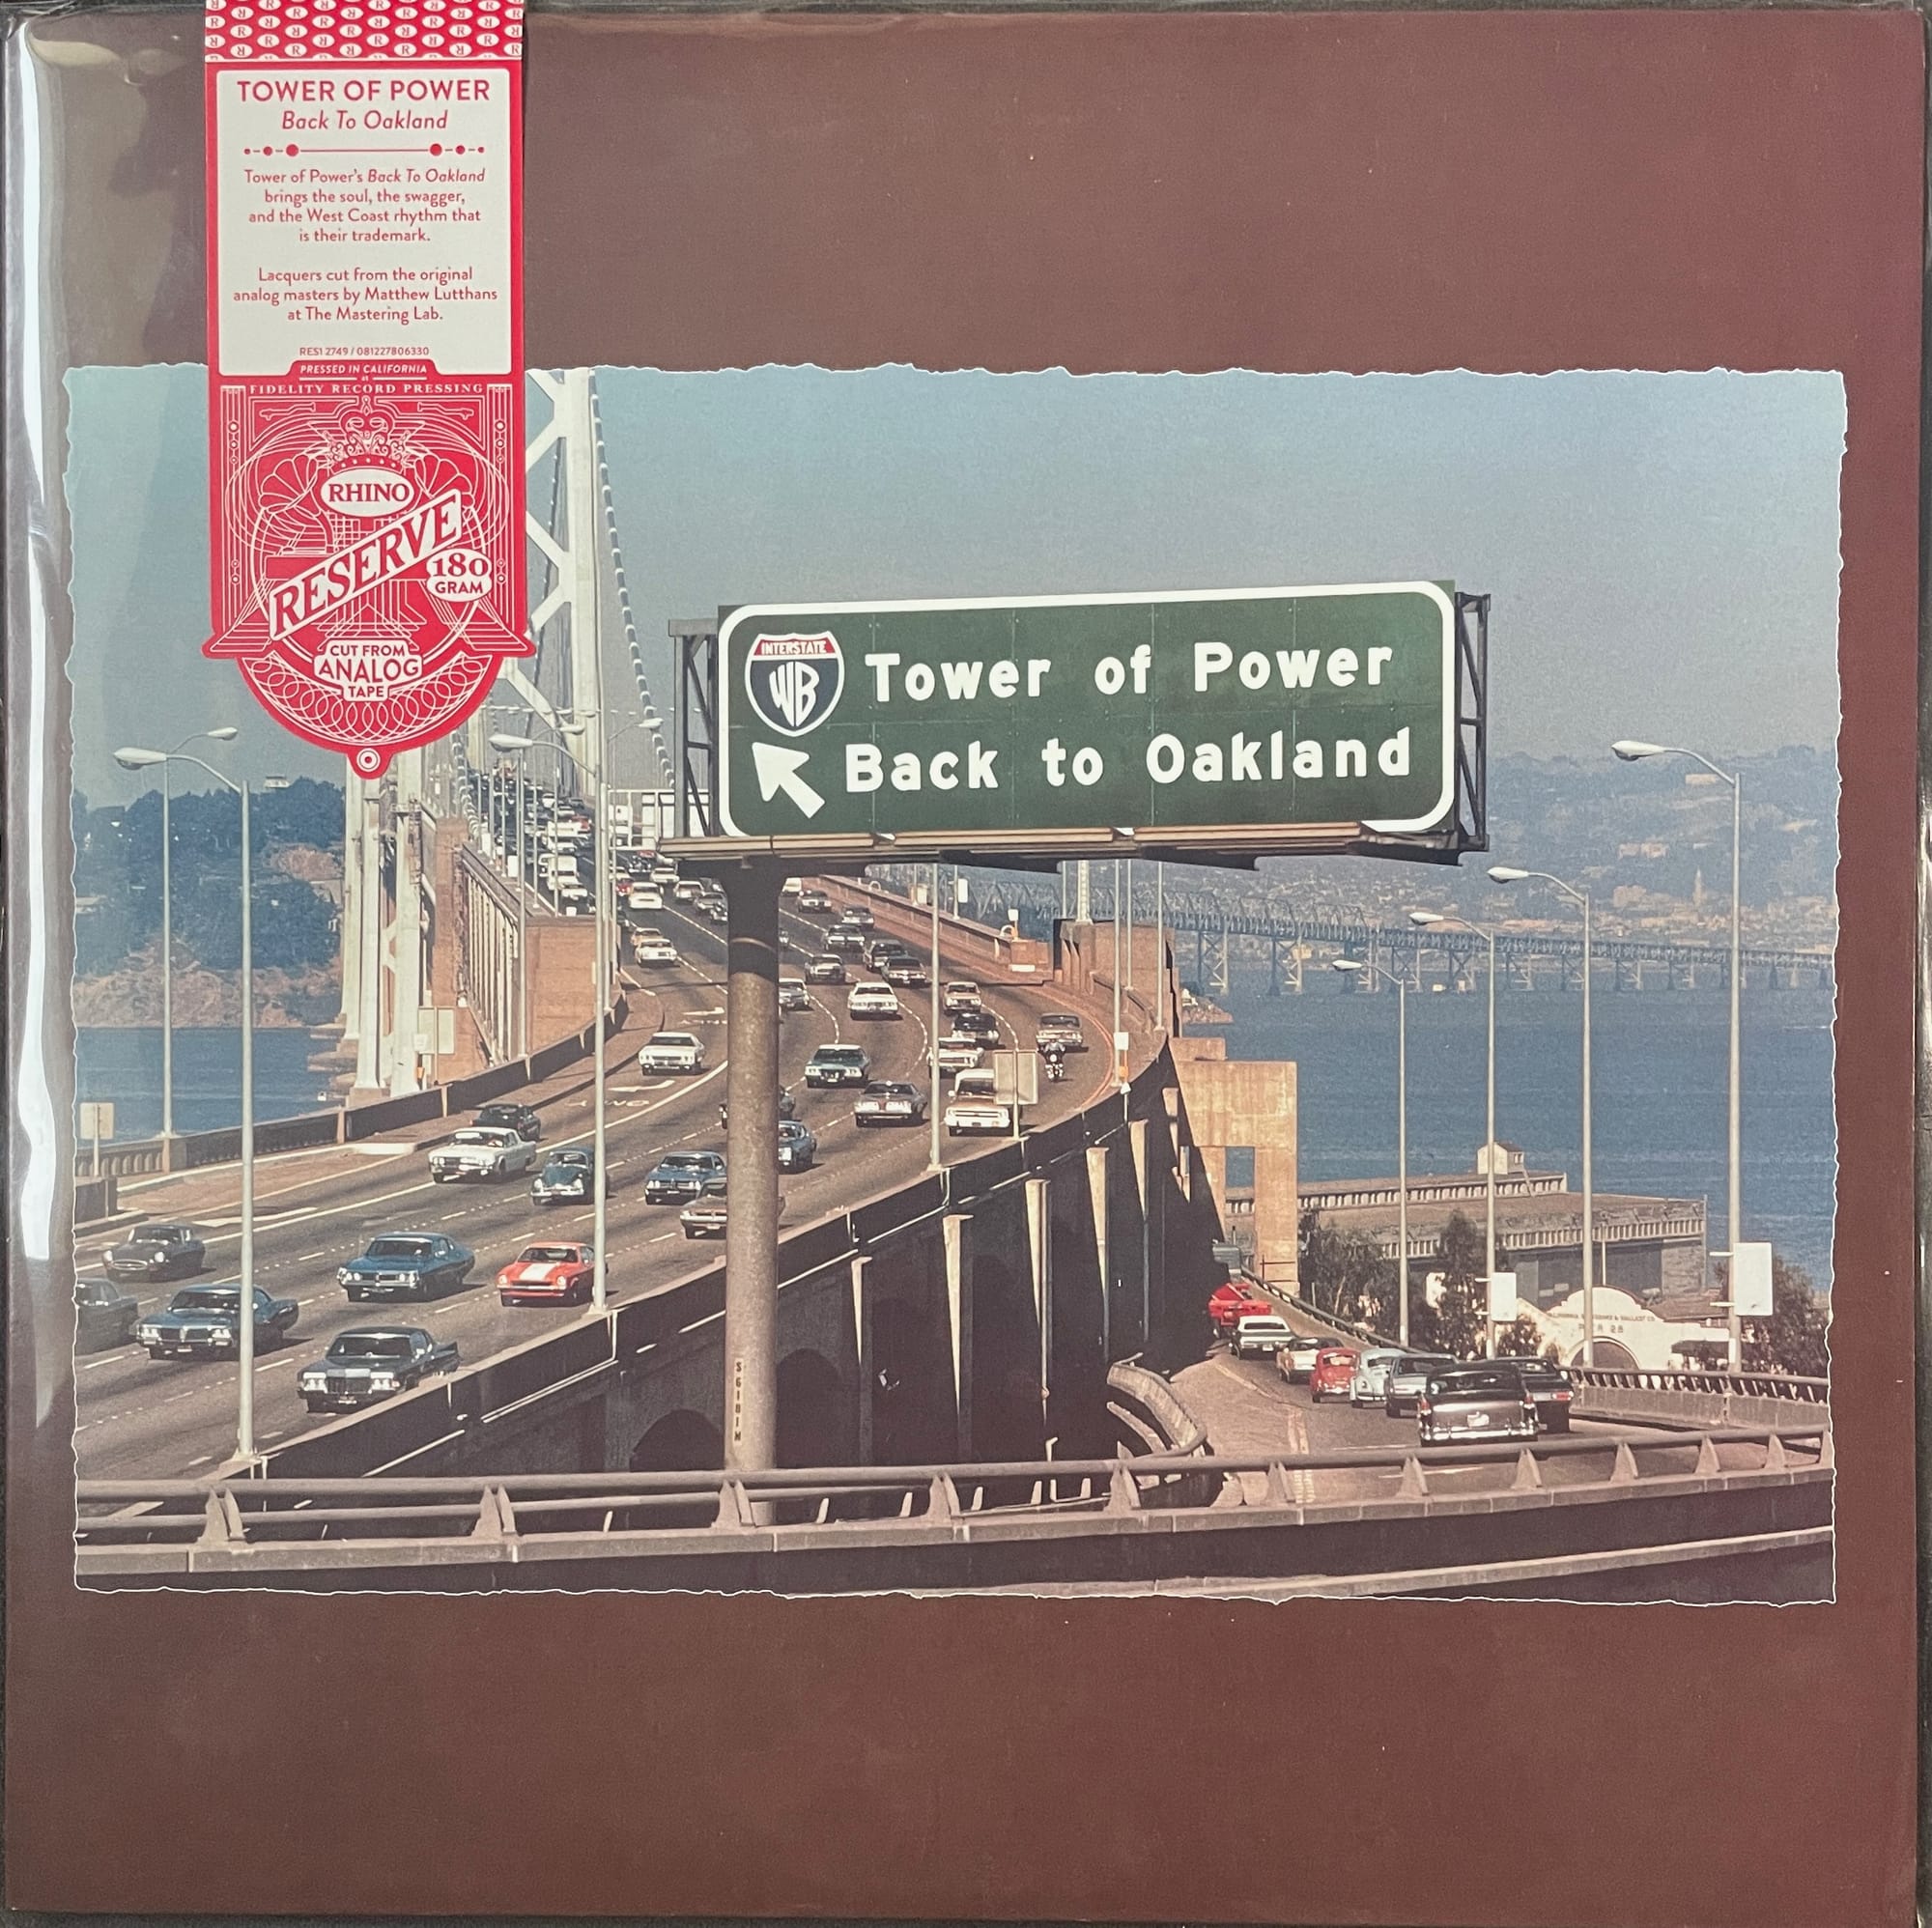 TOWER OF POWER
Back To Oakland
Tower of Power's Back To Oakland
brings the soul, the swagger,
and the West Coast rhythm that
is their trademark.
Lacquers cut from the original
analog masters by Matthew Lutthans
at The Mastering Lab.
RES1 2749 / 081227806330
PRESSED IN CALIFORNIA
AT
FIDELITY RECORD PRESSING
RHINO
RESERVE
180
GRAM
CUT FROM
ANALOG
TAPE
INTERSTATE
WB
Tower of Power
Back to Oakland